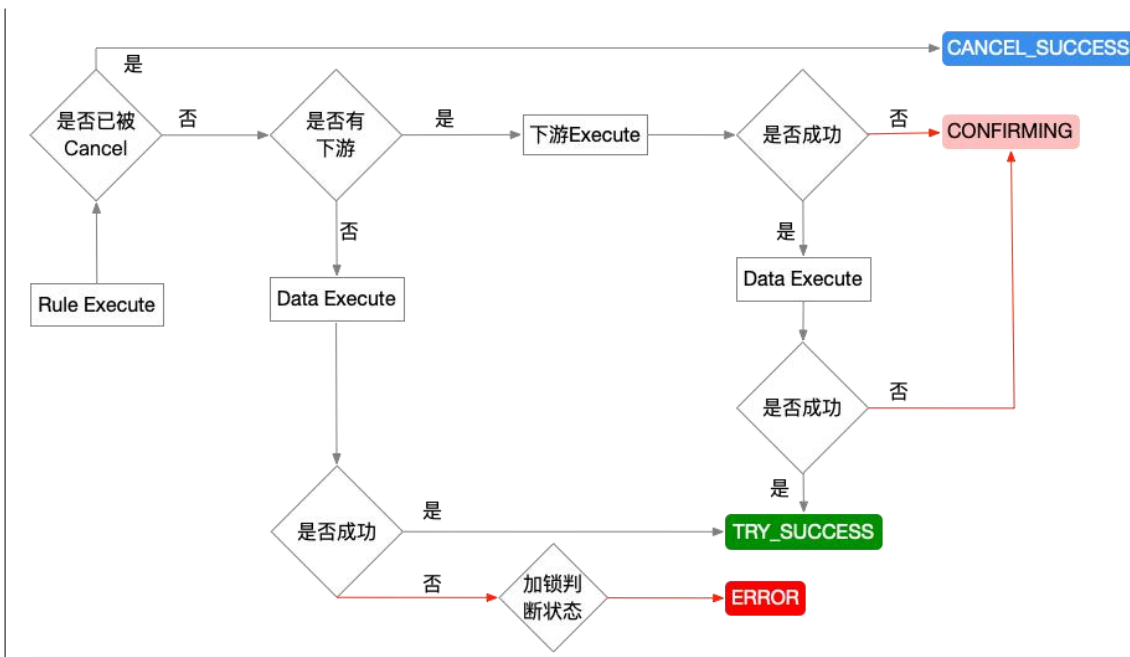 CANCEL_SUCCESS
是
是否已被
Cancel
否
是否有
下游
是
下游Execute
是否成功
否
CONFIRMING
否
是
Rule Execute
Data Execute
Data Execute
是否成功
否
是
是否成功
是
TRY_SUCCESS
否
加锁判
断状态
ERROR